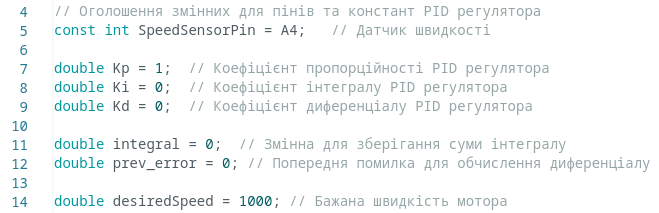 4 // Оголошення змінних для пінів та констант PID регулятора
5 const int SpeedSensorPin = A4; // Датчик швидкості
6
7 double Kp = 1; // Коефіцієнт пропорційності PID регулятора
8 double Ki = 0; // Коефіцієнт інтегралу PID регулятора
9 double Kd = 0; // Коефіцієнт диференціалу PID регулятора
10
11 double integral = 0; // Змінна для зберігання суми інтегралу
12 double prev_error = 0; // Попередня помилка для обчислення диференціалу
13
14 double desiredSpeed = 1000; // Бажана швидкість мотора